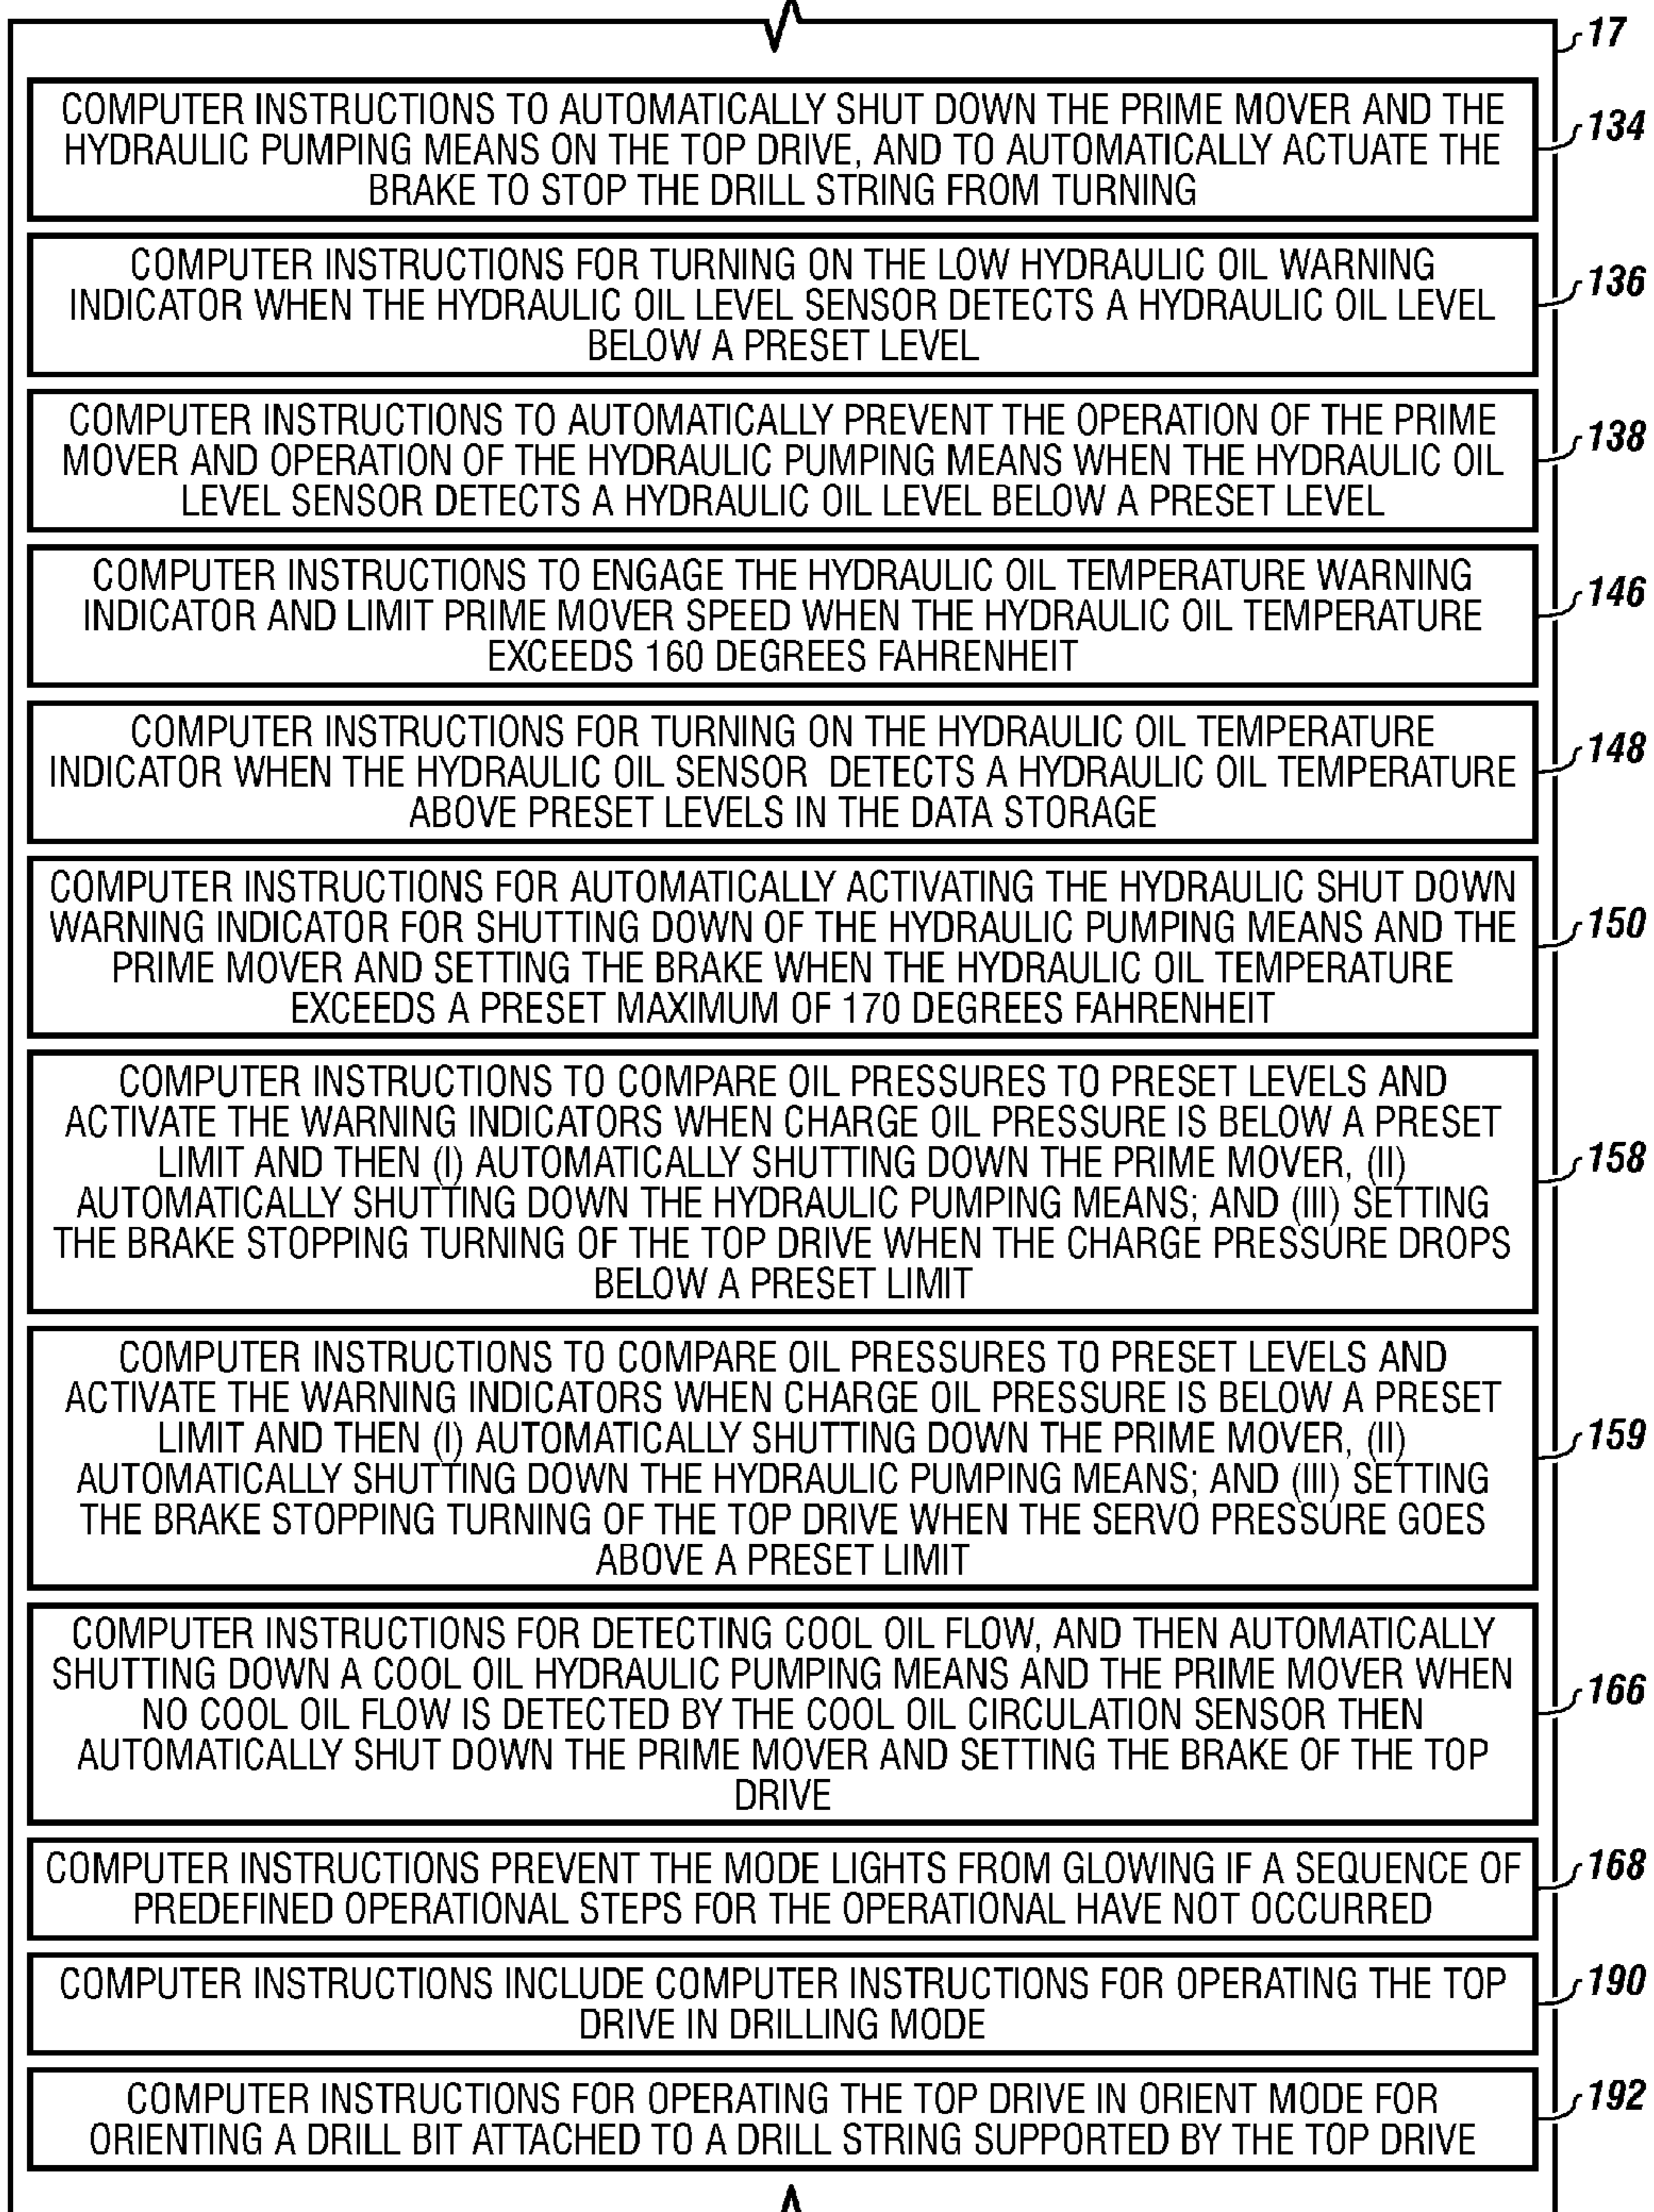 17
COMPUTER INSTRUCTIONS TO AUTOMATICALLY SHUT DOWN THE PRIME MOVER AND THE
HYDRAULIC PUMPING MEANS ON THE TOP DRIVE, AND TO AUTOMATICALLY ACTUATE THE
BRAKE TO STOP THE DRILL STRING FROM TURNING
134
COMPUTER INSTRUCTIONS FOR TURNING ON THE LOW HYDRAULIC OIL WARNING
INDICATOR WHEN THE HYDRAULIC OIL LEVEL SENSOR DETECTS A HYDRAULIC OIL LEVEL
BELOW A PRESET LEVEL
136
COMPUTER INSTRUCTIONS TO AUTOMATICALLY PREVENT THE OPERATION OF THE PRIME
MOVER AND OPERATION OF THE HYDRAULIC PUMPING MEANS WHEN THE HYDRAULIC OIL
LEVEL SENSOR DETECTS A HYDRAULIC OIL LEVEL BELOW A PRESET LEVEL
138
COMPUTER INSTRUCTIONS TO ENGAGE THE HYDRAULIC OIL TEMPERATURE WARNING
INDICATOR AND LIMIT PRIME MOVER SPEED WHEN THE HYDRAULIC OIL TEMPERATURE
EXCEEDS 160 DEGREES FAHRENHEIT
146
COMPUTER INSTRUCTIONS FOR TURNING ON THE HYDRAULIC OIL TEMPERATURE
INDICATOR WHEN THE HYDRAULIC OIL SENSOR DETECTS A HYDRAULIC OIL TEMPERATURE
ABOVE PRESET LEVELS IN THE DATA STORAGE
148
COMPUTER INSTRUCTIONS FOR AUTOMATICALLY ACTIVATING THE HYDRAULIC SHUT DOWN
WARNING INDICATOR FOR SHUTTING DOWN OF THE HYDRAULIC PUMPING MEANS AND THE
PRIME MOVER AND SETTING THE BRAKE WHEN THE HYDRAULIC OIL TEMPERATURE
EXCEEDS A PRESET MAXIMUM OF 170 DEGREES FAHRENHEIT
150
COMPUTER INSTRUCTIONS TO COMPARE OIL PRESSURES TO PRESET LEVELS AND
ACTIVATE THE WARNING INDICATORS WHEN CHARGE OIL PRESSURE IS BELOW A PRESET
LIMIT AND THEN (I) AUTOMATICALLY SHUTTING DOWN THE PRIME MOVER, (II)
AUTOMATICALLY SHUTTING DOWN THE HYDRAULIC PUMPING MEANS; AND (III) SETTING
THE BRAKE STOPPING TURNING OF THE TOP DRIVE WHEN THE CHARGE PRESSURE DROPS
BELOW A PRESET LIMIT
158
COMPUTER INSTRUCTIONS TO COMPARE OIL PRESSURES TO PRESET LEVELS AND
ACTIVATE THE WARNING INDICATORS WHEN CHARGE OIL PRESSURE IS BELOW A PRESET
LIMIT AND THEN (I) AUTOMATICALLY SHUTTING DOWN THE PRIME MOVER, (II)
AUTOMATICALLY SHUTTING DOWN THE HYDRAULIC PUMPING MEANS; AND (III) SETTING
THE BRAKE STOPPING TURNING OF THE TOP DRIVE WHEN THE SERVO PRESSURE GOES
ABOVE A PRESET LIMIT
159
COMPUTER INSTRUCTIONS FOR DETECTING COOL OIL FLOW, AND THEN AUTOMATICALLY
SHUTTING DOWN A COOL OIL HYDRAULIC PUMPING MEANS AND THE PRIME MOVER WHEN
NO COOL OIL FLOW IS DETECTED BY THE COOL OIL CIRCULATION SENSOR THEN
AUTOMATICALLY SHUT DOWN THE PRIME MOVER AND SETTING THE BRAKE OF THE TOP
DRIVE
166
COMPUTER INSTRUCTIONS PREVENT THE MODE LIGHTS FROM GLOWING IF A SEQUENCE OF
PREDEFINED OPERATIONAL STEPS FOR THE OPERATIONAL HAVE NOT OCCURRED
168
COMPUTER INSTRUCTIONS INCLUDE COMPUTER INSTRUCTIONS FOR OPERATING THE TOP
DRIVE IN DRILLING MODE
190
COMPUTER INSTRUCTIONS FOR OPERATING THE TOP DRIVE IN ORIENT MODE FOR
ORIENTING A DRILL BIT ATTACHED TO A DRILL STRING SUPPORTED BY THE TOP DRIVE
192